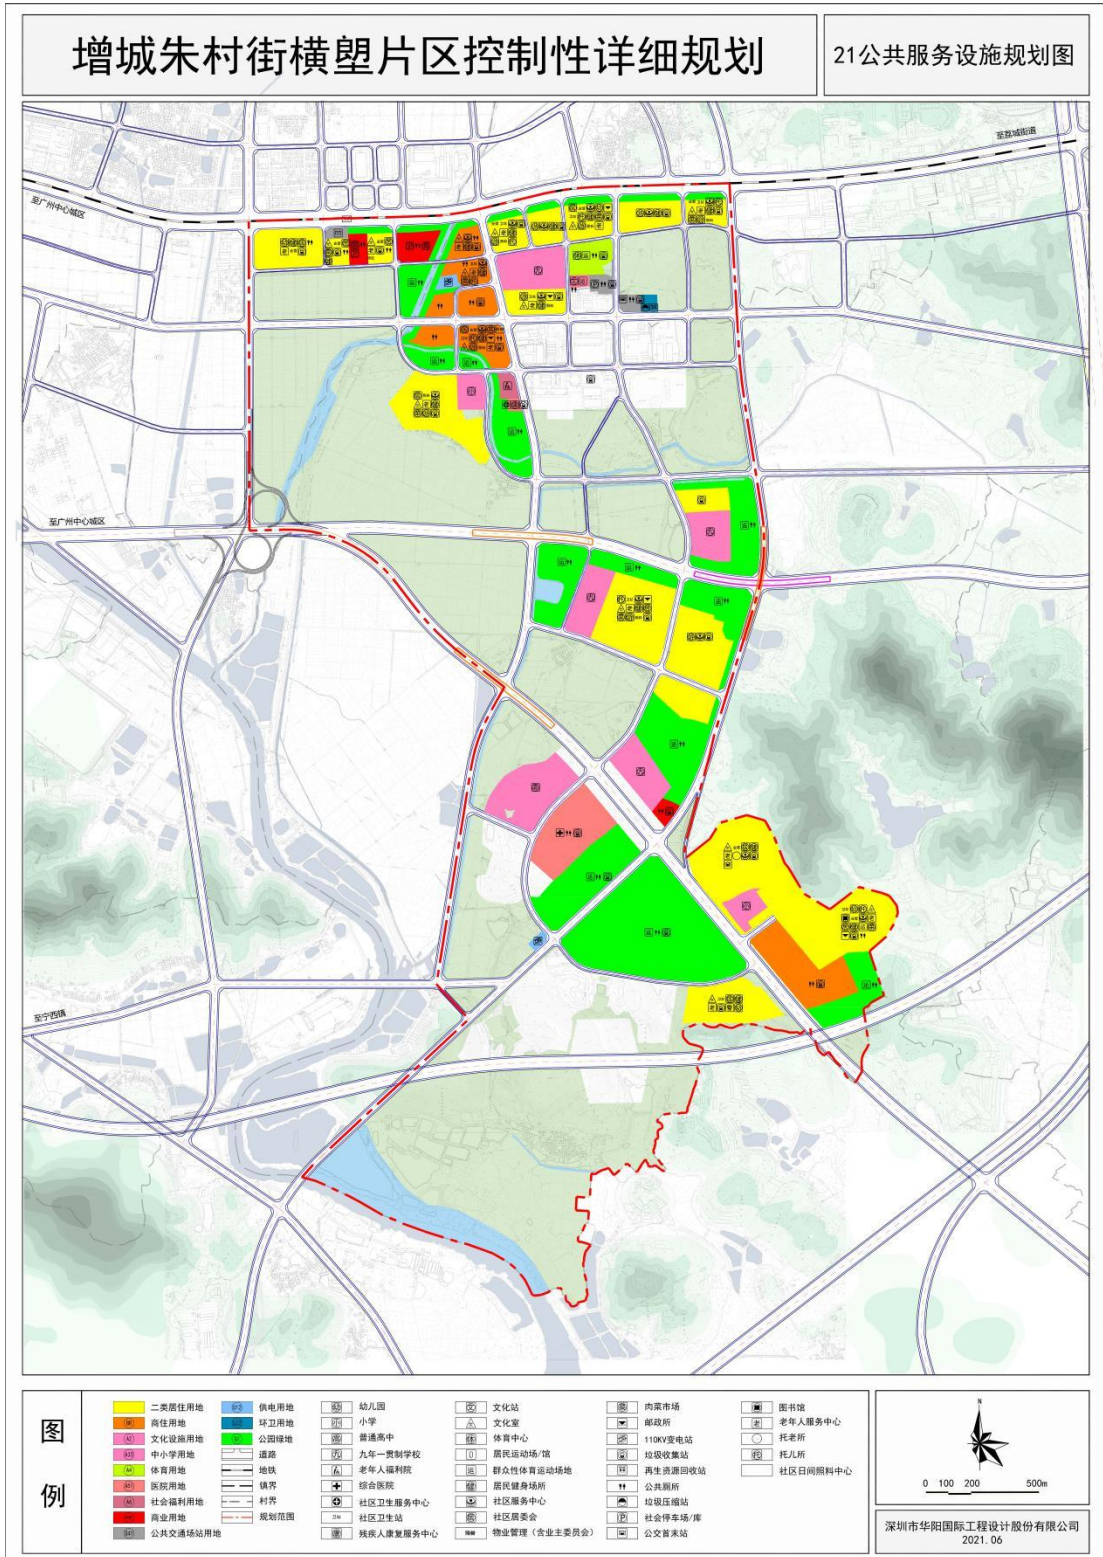 增城朱村街横塱片区控制性详细规划
21公共服务设施规划图
至荔城街道
至广州中心城区
至广州中心城区
至宁西镇
图例
二类居住用地
商住用地
文化设施用地
中小学用地
体育用地
医院用地
社会福利用地
商业用地
公共交通场站用地
供电用地
环卫用地
公园绿地
道路
地铁
镇界
村界
规划范围
幼儿园
小学
普通高中
九年一贯制学校
老年人福利院
综合医院
社区卫生服务中心
社区卫生站
残疾人康复服务中心
文化站
文化室
体育中心
居民运动场/馆
群众性体育运动场地
居民健身场所
社区服务中心
社区居委会
物业管理（含业主委员会）
肉菜市场
邮政所
110KV变电站
垃圾收集站
再生资源回收站
公共厕所
垃圾压缩站
社会停车场/库
公交首末站
图书馆
老年人服务中心
托老所
托儿所
社区日间照料中心
N
0 100 200 500m
深圳市华阳国际工程设计股份有限公司
2021.06